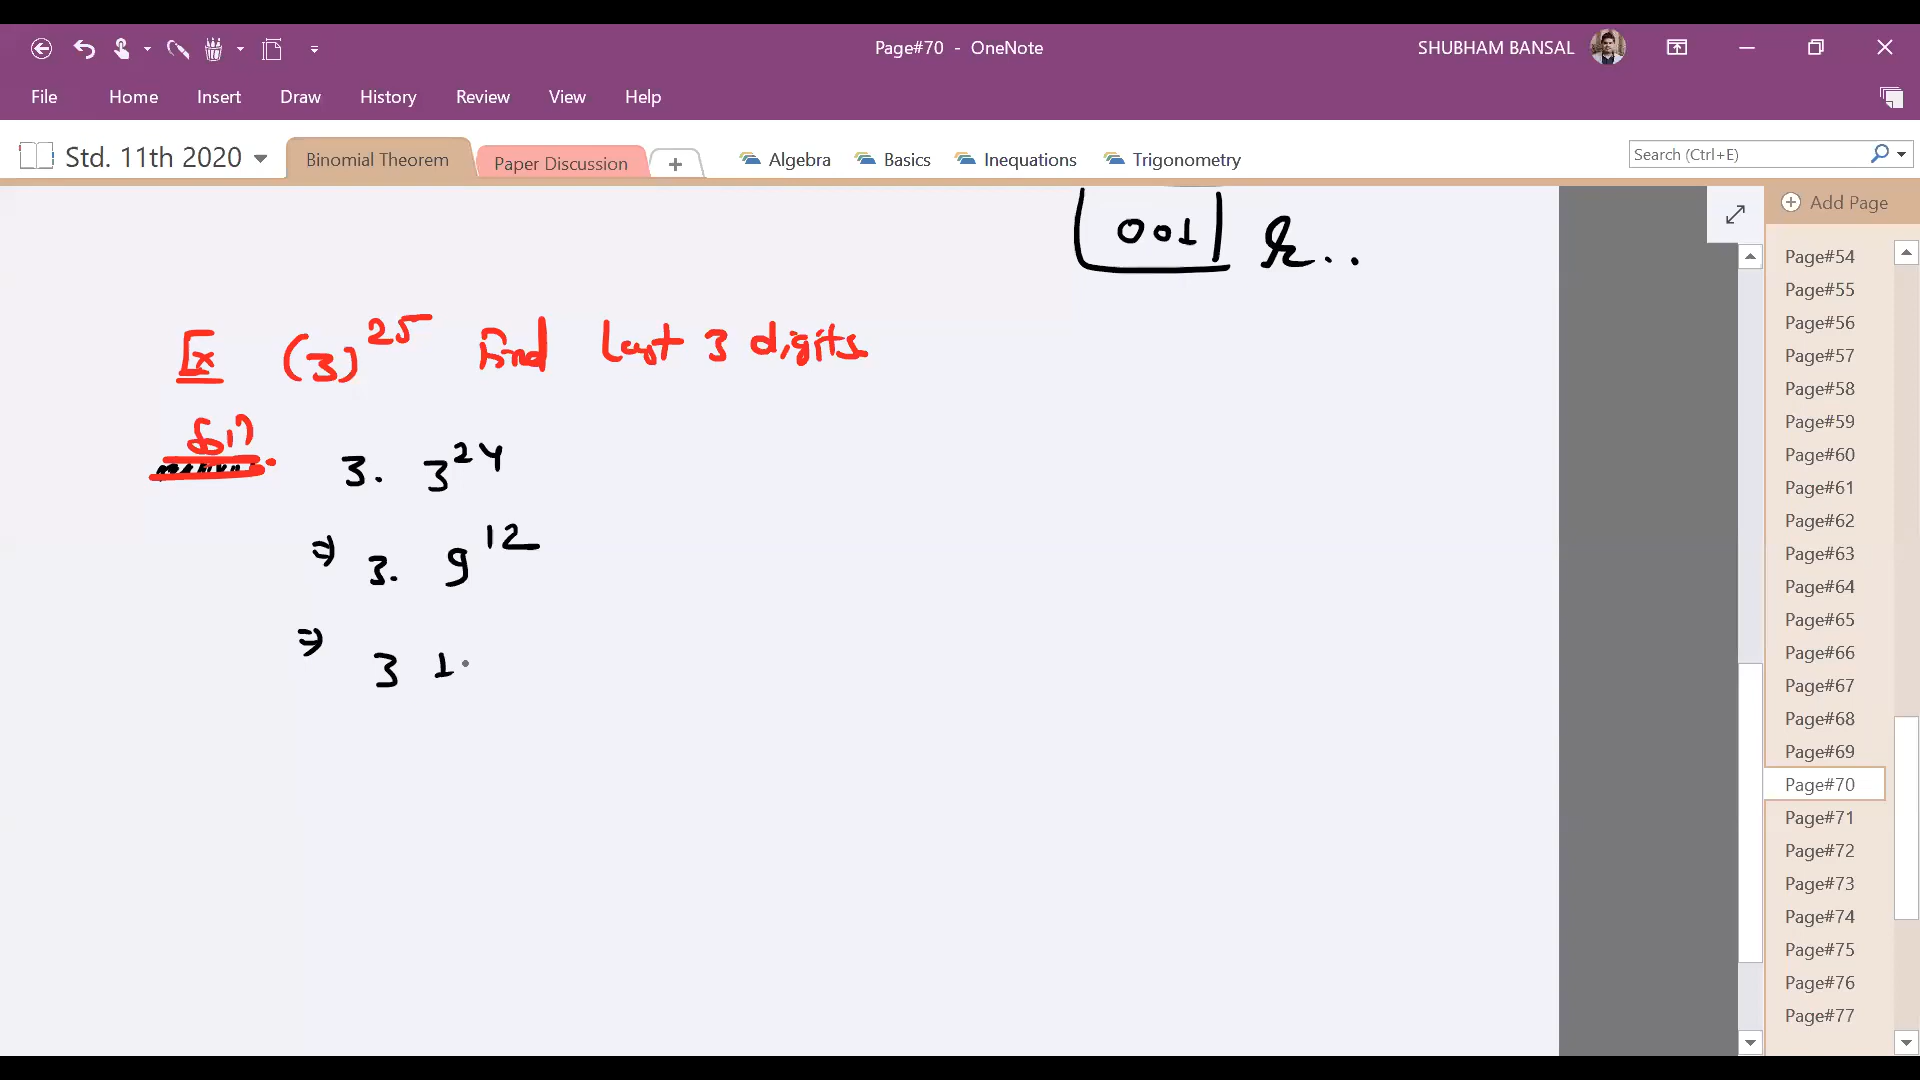 Page#70 - OneNote
SHUBHAM BANSAL
File Home Insert Draw History Review View Help
Std. 11th 2020
Binomial Theorem
Paper Discussion
Algebra
Basics
Inequations
Trigonometry
Search (Ctrl+E)
Add Page
001
Ex (3)^25 Find last 3 digits
Sol?
3. 3^24
⇒ 3. 9^12
⇒ 3 1
Page#54
Page#55
Page#56
Page#57
Page#58
Page#59
Page#60
Page#61
Page#62
Page#63
Page#64
Page#65
Page#66
Page#67
Page#68
Page#69
Page#70
Page#71
Page#72
Page#73
Page#74
Page#75
Page#76
Page#77